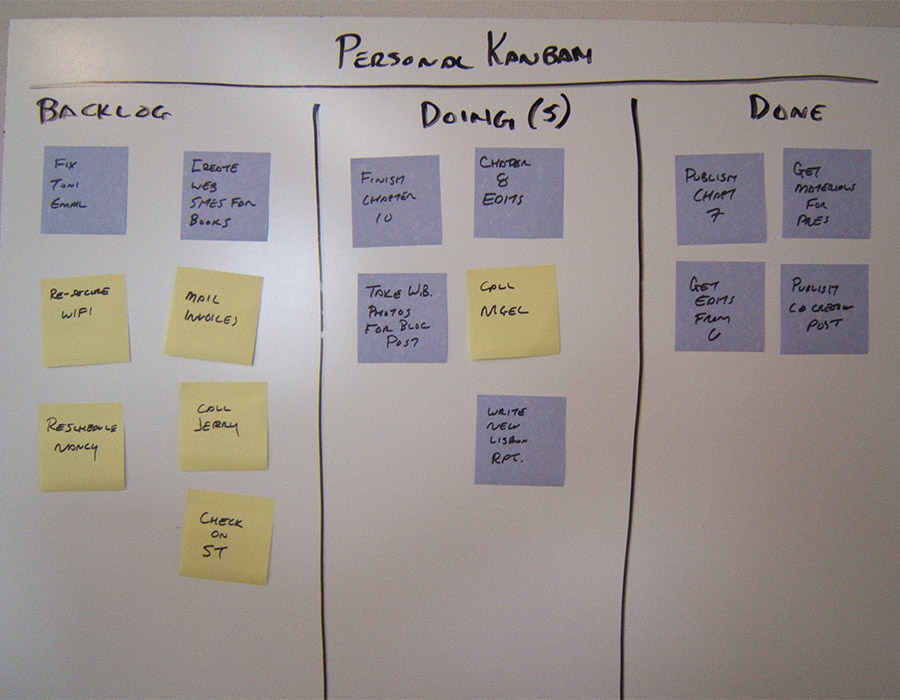 PERSONAL KANBAN
BACKLOG
FIX
TONI
EMAIL
CREATE
WEB
SITES FOR
BOOKS
RE-SECURE
WIFI
MAIL
INVOICES
RESCHEDULE
NANCY
CALL
JERRY
CHECK
ON
ST
DOING (5)
FINISH
CHAPTER
10
CHAPTER
8
EDITS
TAKE W.B.
PHOTOS
FOR BLOG
POST
CALL
NIGEL
WRITE
NEW
LISBON
RPT.
DONE
PUBLISH
CHAPT
7
GET
MATERIALS
FOR
PRES
GET
EDITS
FROM
PUBLISH
CO CREATION
POST